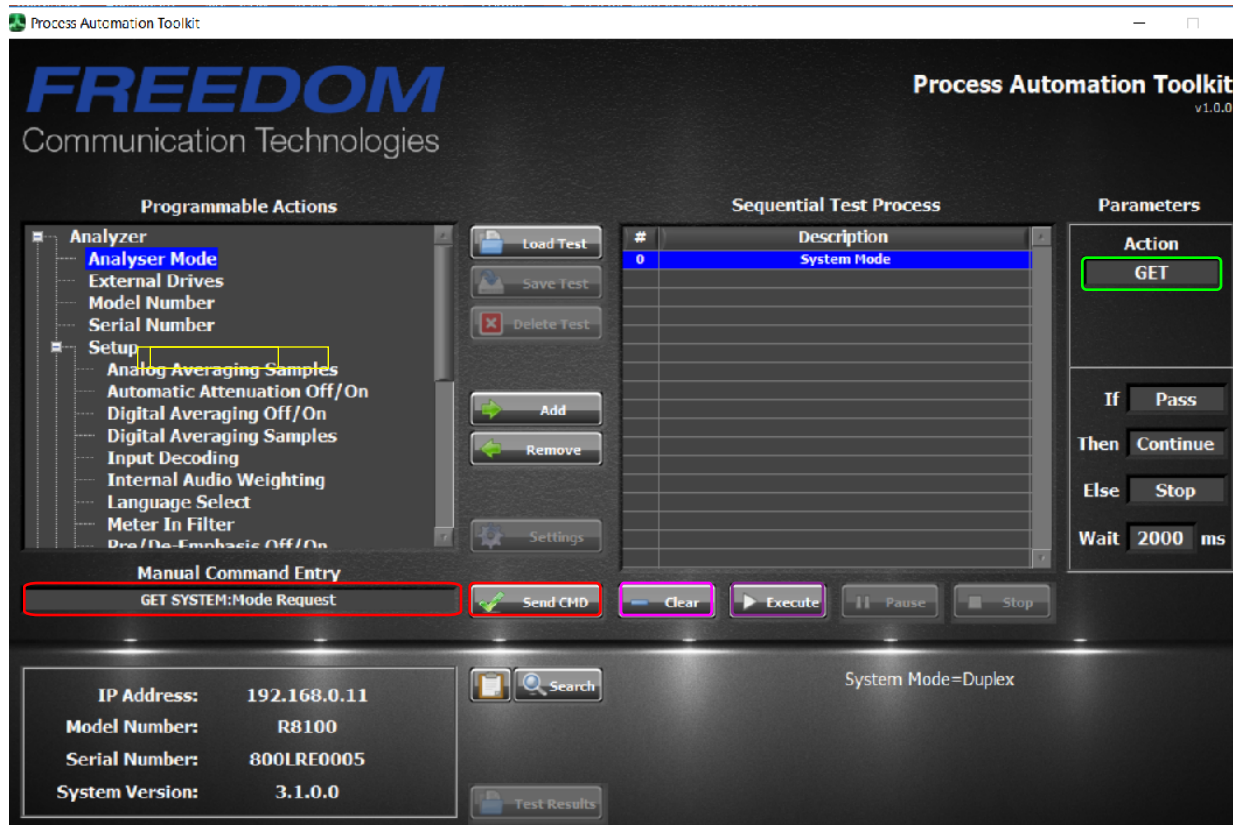 Process Automation Toolkit
FREEDOM
Communication Technologies
Process Automation Toolkit
v1.0.0
Programmable Actions
Analyzer
Analyser Mode
External Drives
Model Number
Serial Number
Setup
Analog Averaging Samples
Automatic Attenuation Off/On
Digital Averaging Off/On
Digital Averaging Samples
Input Decoding
Internal Audio Weighting
Language Select
Meter In Filter
Pre/De-Emphasis Off/On
Manual Command Entry
GET SYSTEM:Mode Request
Load Test
Save Test
Delete Test
Add
Remove
Settings
Send CMD
Sequential Test Process
# Description
0 System Mode
Clear
Execute
Pause
Stop
Parameters
Action
GET
If Pass
Then Continue
Else Stop
Wait 2000 ms
IP Address: 192.168.0.11
Model Number: R8100
Serial Number: 800LRE0005
System Version: 3.1.0.0
Search
Test Results
System Mode=Duplex